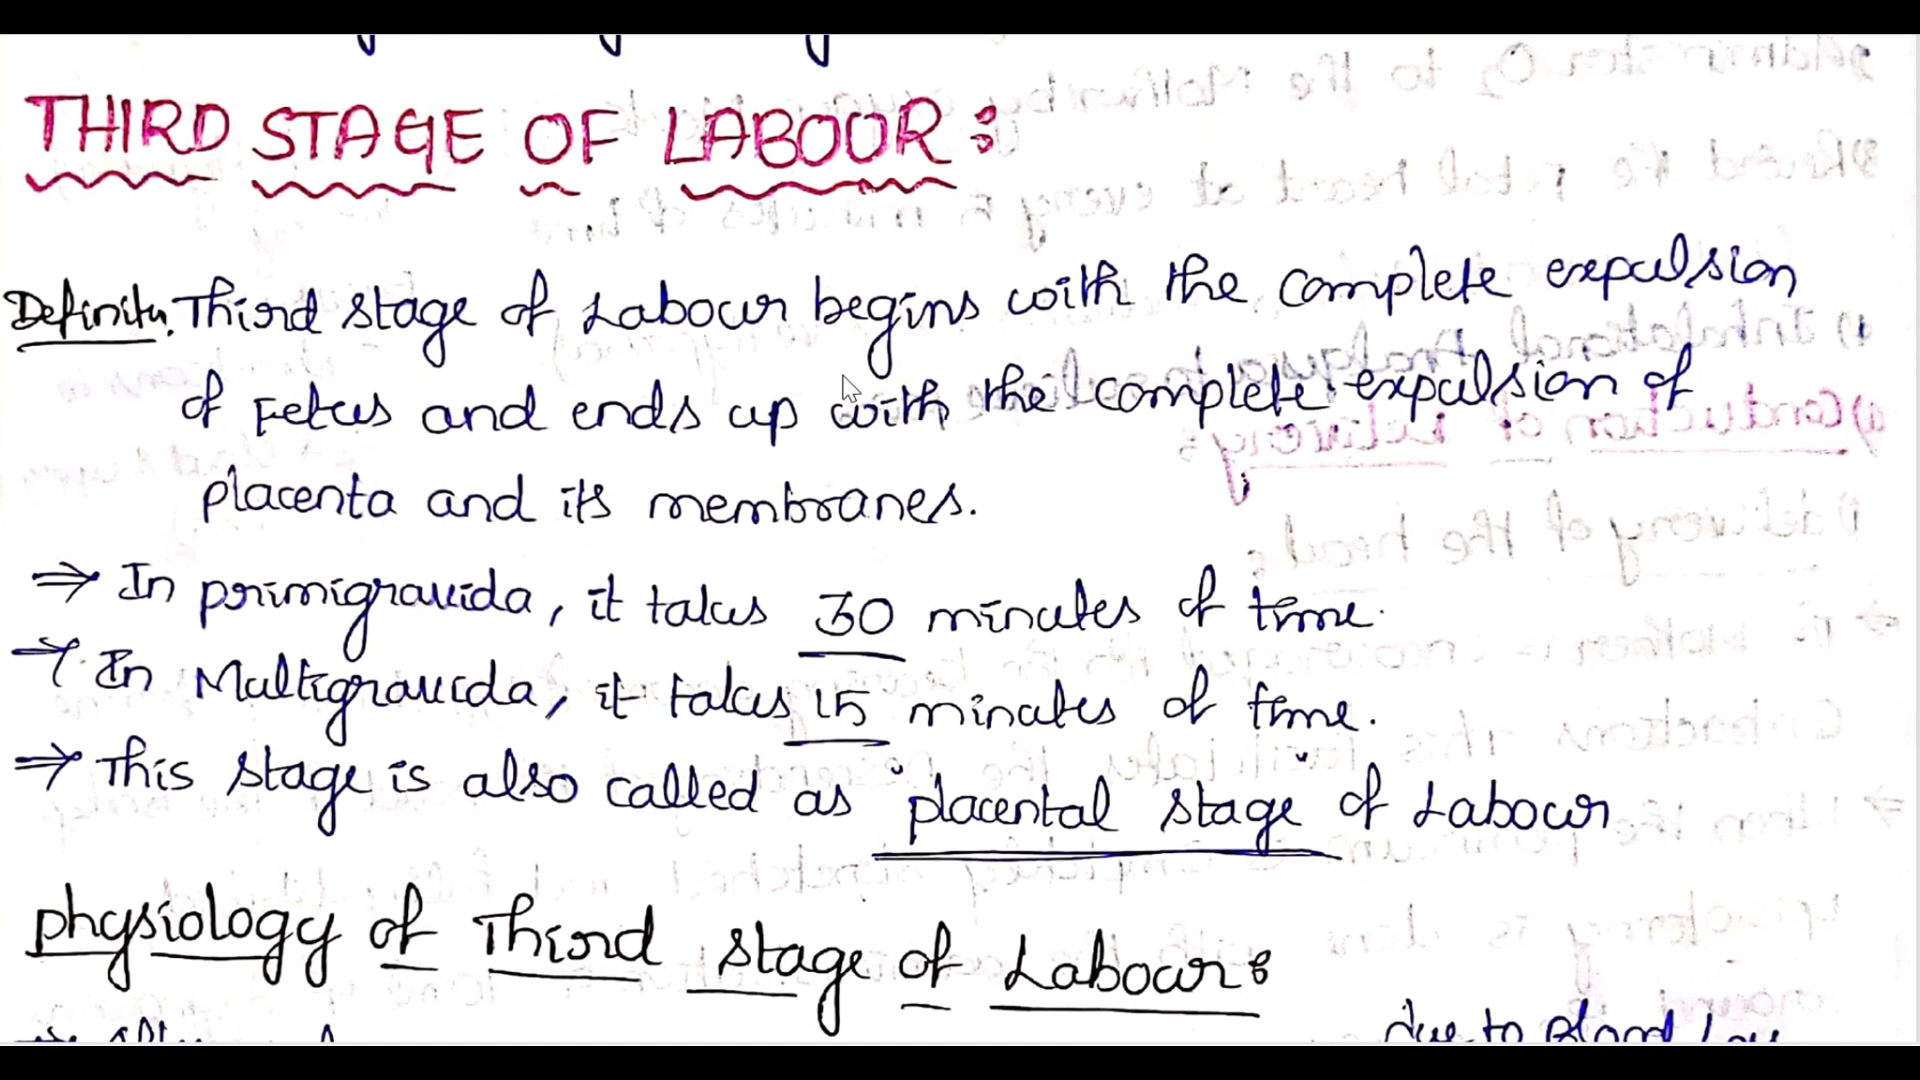 THIRD STAGE OF LABOUR:
Definitn. Third stage of Labour begins with the complete expulsion
of Fetus and ends up with the complete expulsion of
placenta and its membranes.
⇒ In primigravida, it takes 30 minutes of time.
→ In Multigravida, it takes 15 minutes of time.
⇒ This stage is also called as "placental stage" of Labour
physiology of Third stage of Labour:
due to